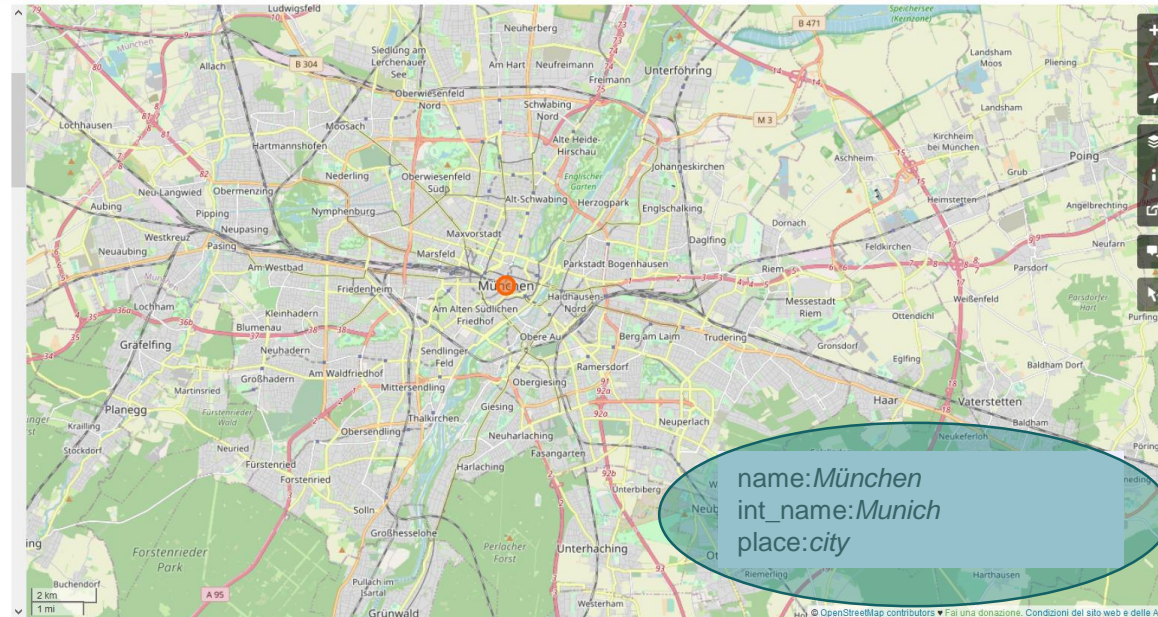 Ludwigsfeld
Neuherberg
B 471
Speichersee
(Kernzone)
München
Allach
B 304
Siedlung am
Lerchenauer
See
Am Hart
Neufreimann
Freimann
Unterföhring
Landsham
Moos
Pliening
Oberwiesenfeld
Nord
Schwabing
Nord
M 3
Landsham
Lochhausen
Moosach
Hartmannshofen
Alte Heide-
Hirschau
Johanneskirchen
Aschheim
Kirchheim
bei München
Poing
Grub
Neu-Langwied
Obermenzing
Nederling
Oberwiesenfeld
Süd
Englischer
Garten
Aubing
Pipping
Nymphenburg
Alt-Schwabing
Herzogpark
Englschalking
Heimstetten
Angelbrechting
Neupasing
Dornach
Westkreuz
Pasing
Maxvorstadt
Daglfing
Feldkirchen
Neufarn
Neuaubing
Marsfeld
Parkstadt Bogenhausen
Am Westbad
Riem
Parsdorf
Friedenheim
München
Haidhausen-
Nord
Messestadt
Riem
Weißenfeld
Parsdorfer
Hart
Lochham
Kleinhadern
Am Alten Südlichen
Friedhof
Ottendichl
Purfing
Blumenau
Obere Au
Berg am Laim
Trudering
Gräfelfing
Neuhadern
Sendlinger
Feld
Gronsdorf
Eglfing
Baldham Dorf
Großhadern
Am Waldfriedhof
Ramersdorf
Martinsried
Mittersendling
Obergiesing
Haar
Vaterstetten
Planegg
Fürstenrieder
Wald
Giesing
Krailling
Thalkirchen
Neuperlach
Baldham
Stockdorf
Neuried
Obersendling
Neuharlaching
Neukeferloh
Pöring
Fürstenried
Fasangarten
Forstenried
Harlaching
Unterbiberg
Solln
name:München
int_name:Munich
place:city
Großhesselohe
Perlacher
Forst
Unterhaching
Forstenrieder
Park
Riemerling
Harthausen
Buchendorf
Pullach im
Isartal
A 95
Westerham
Grünwald
2 km
1 mi
© OpenStreetMap contributors ♥ Fai una donazione. Condizioni del sito web e delle A